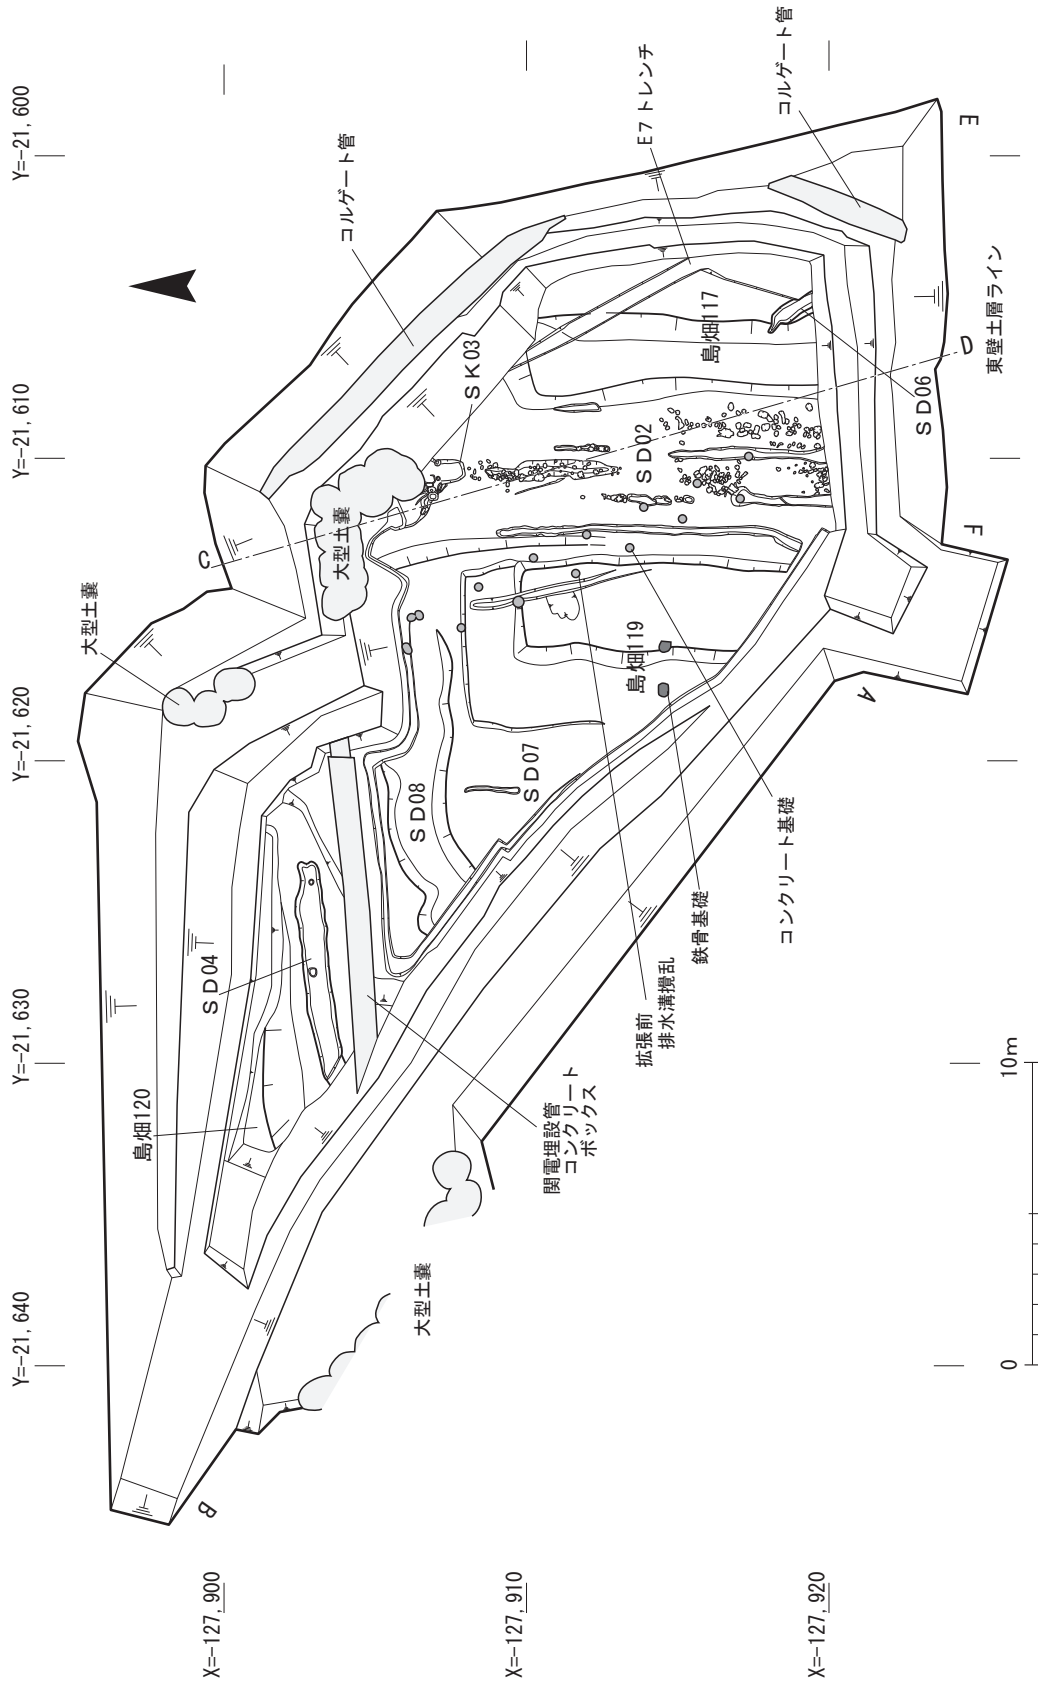 Y=-21,600
Y=-21,610
Y=-21,620
Y=-21,630
Y=-21,640
X=-127,900
X=-127,910
X=-127,920
コルゲート管
E7トレンチ
コルゲート管
大型土嚢
大型土嚢
C
SK03
島畑117
E
東壁土層ライン
D
SD06
SD02
F
島畑119
A
SD07
SD08
SD04
島畑120
コンクリート基礎
鉄骨基礎
拡張前
排水溝攪乱
関電埋設管
コンクリート
ボックス
大型土嚢
B
0
10m